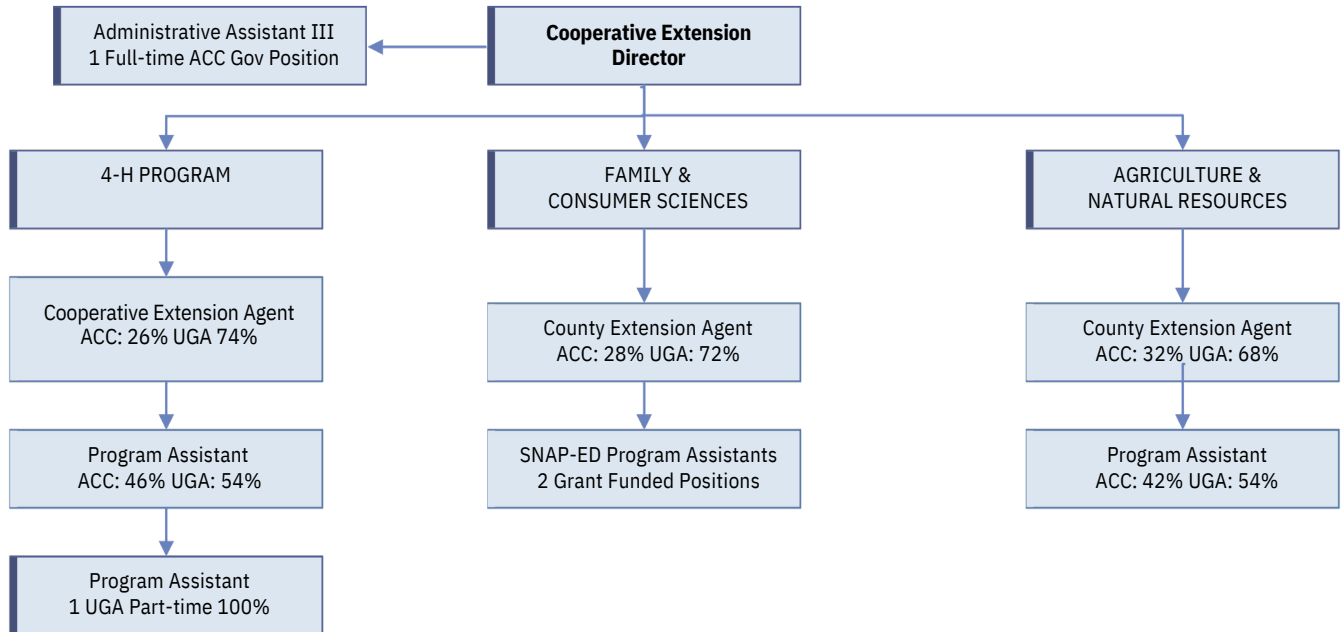 Administrative Assistant III
1 Full-time ACC Gov Position
Cooperative Extension
Director
4-H PROGRAM
FAMILY &
CONSUMER SCIENCES
AGRICULTURE &
NATURAL RESOURCES
Cooperative Extension Agent
ACC: 26% UGA 74%
County Extension Agent
ACC: 28% UGA: 72%
County Extension Agent
ACC: 32% UGA: 68%
Program Assistant
ACC: 46% UGA: 54%
SNAP-ED Program Assistants
2 Grant Funded Positions
Program Assistant
ACC: 42% UGA: 54%
Program Assistant
1 UGA Part-time 100%